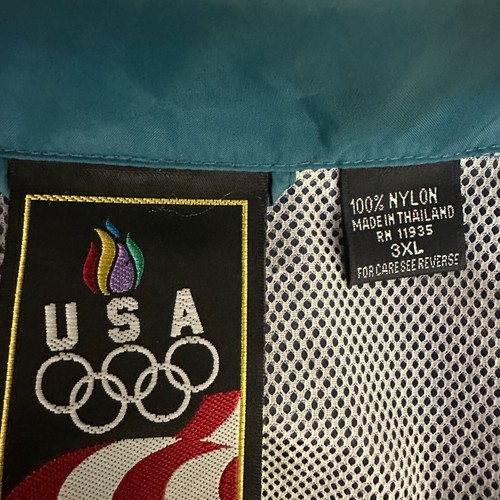 USA
100% NYLON
MADE IN THAILAND
RN 11935
3XL
FOR CARE SEE REVERSE